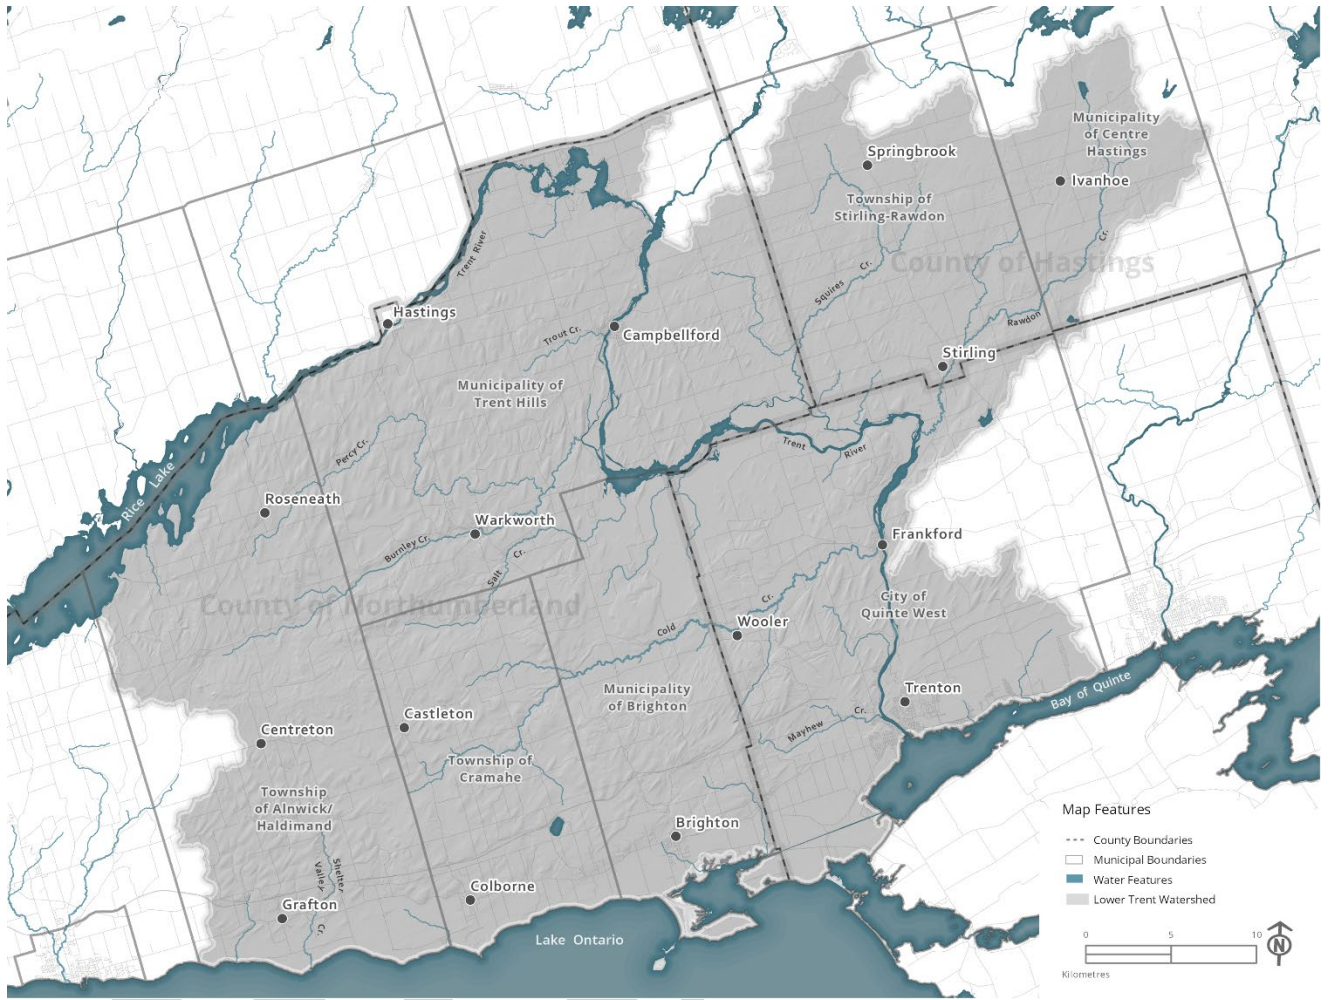 Municipality
of Centre
Hastings
Springbrook
Ivanhoe
Township of
Stirling-Rawdon
Trent River
Cr.
County of Hastings
Squires Cr.
Hastings
Rawdon
Trout Cr.
Campbellford
Stirling
Municipality of
Trent Hills
Percy Cr.
Trent River
Rice Lake
Roseneath
Warkworth
Frankford
Burnley Cr.
Salt Cr.
County of Northumberland
City of
Quinte West
Cold Cr.
Wooler
Municipality
of Brighton
Trenton
Bay of Quinte
Castleton
Mayhew Cr.
Centreton
Township of
Cramahe
Township
of Alnwick/
Haldimand
Brighton
Shelter
Valley
Cr.
Colborne
Grafton
Lake Ontario
Map Features
County Boundaries
Municipal Boundaries
Water Features
Lower Trent Watershed
0 5 10
Kilometres
N